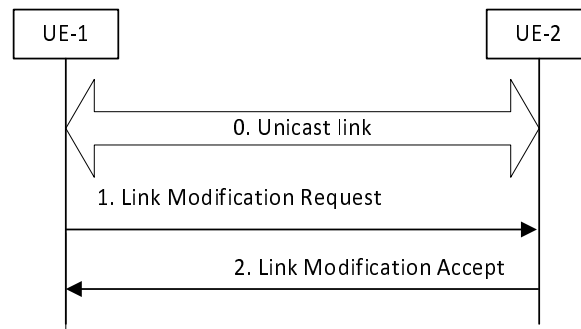 UE-1
UE-2
0. Unicast link
1. Link Modification Request
2. Link Modification Accept